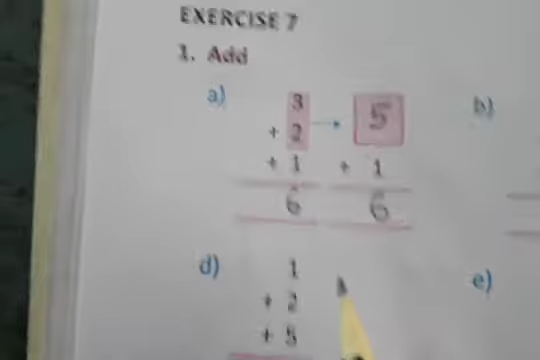 EXERCISE 7
1. Add
a) 3 b)
+ 2 → 5
+ 1 + 1
6 6
d) 1 e)
+ 2
+ 5